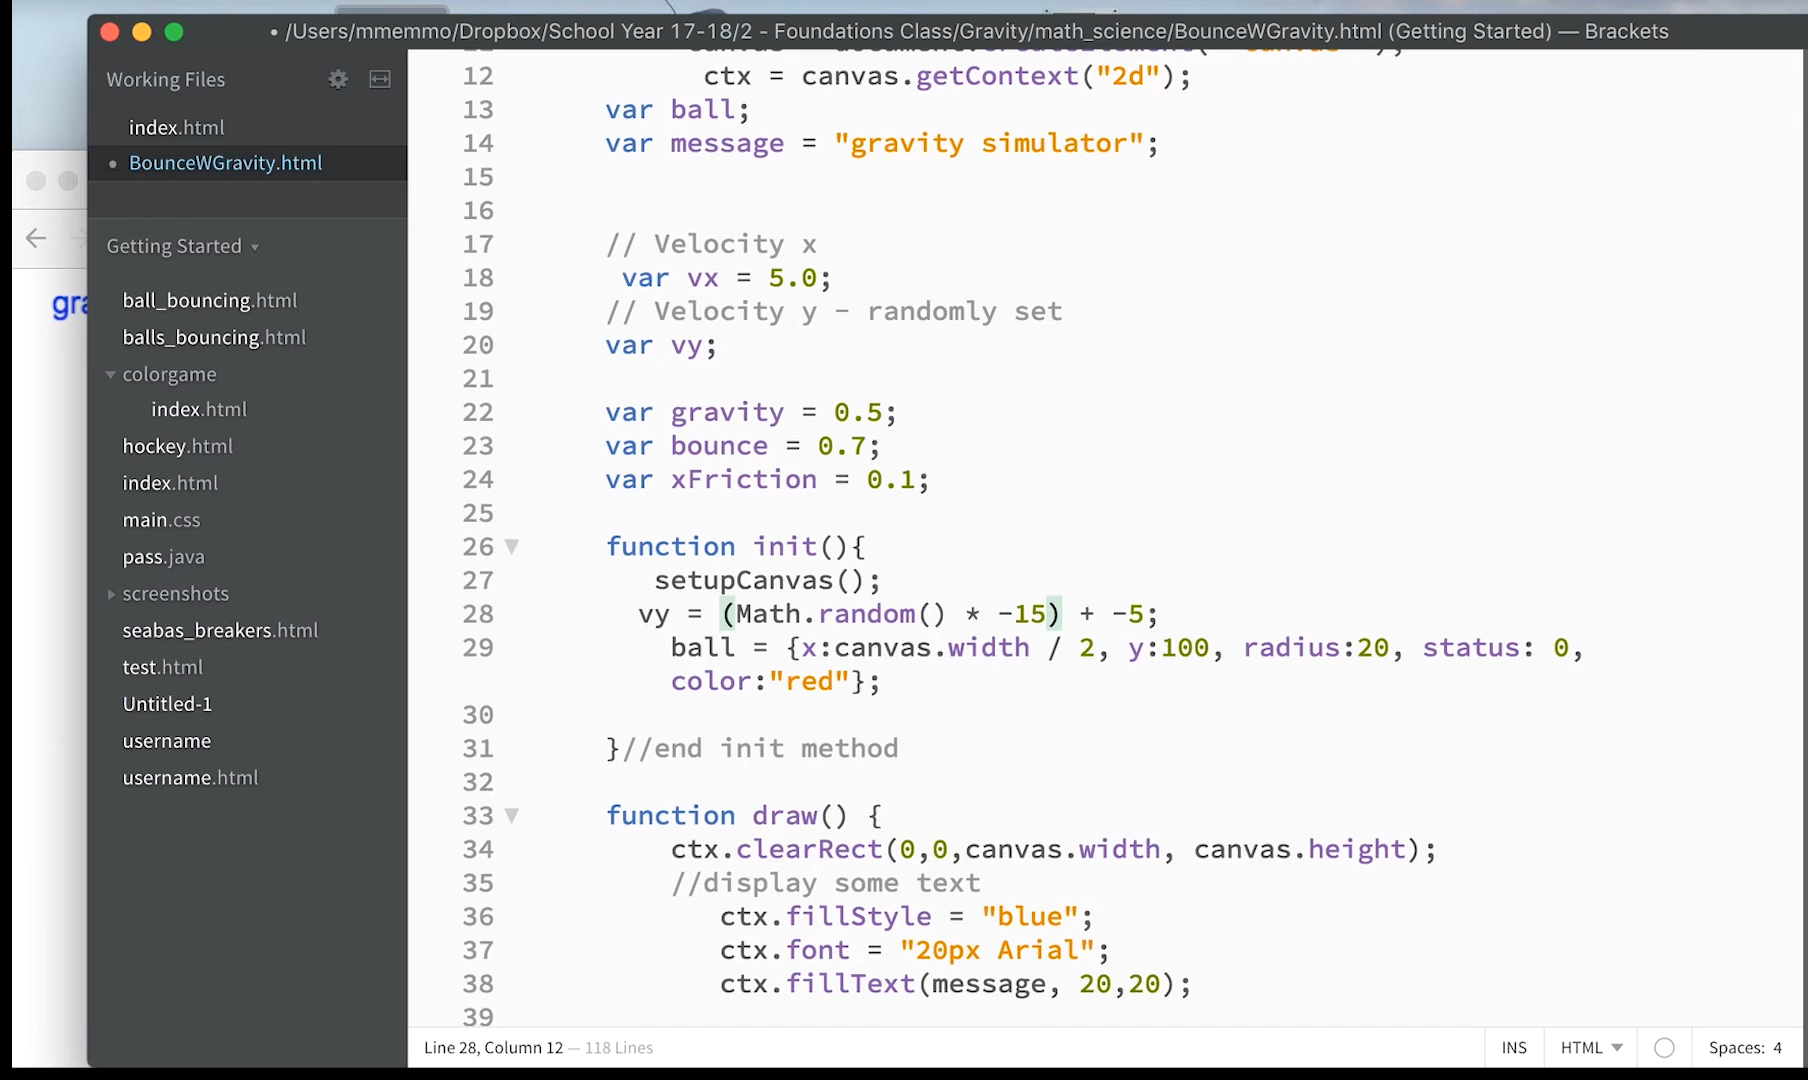 • /Users/mmemmo/Dropbox/School Year 17-18/2 - Foundations Class/Gravity/math_science/BounceWGravity.html (Getting Started) — Brackets
Working Files
index.html
• BounceWGravity.html
Getting Started
ball_bouncing.html
balls_bouncing.html
colorgame
index.html
hockey.html
index.html
main.css
pass.java
screenshots
seabas_breakers.html
test.html
Untitled-1
username
username.html
gra
12 ctx = canvas.getContext("2d");
13 var ball;
14 var message = "gravity simulator";
15
16
17 // Velocity x
18 var vx = 5.0;
19 // Velocity y - randomly set
20 var vy;
21
22 var gravity = 0.5;
23 var bounce = 0.7;
24 var xFriction = 0.1;
25
26 function init(){
27 setupCanvas();
28 vy = (Math.random() * -15) + -5;
29 ball = {x:canvas.width / 2, y:100, radius:20, status: 0,
color:"red"};
30
31 }//end init method
32
33 function draw() {
34 ctx.clearRect(0,0,canvas.width, canvas.height);
35 //display some text
36 ctx.fillStyle = "blue";
37 ctx.font = "20px Arial";
38 ctx.fillText(message, 20,20);
39
Line 28, Column 12 — 118 Lines
INS HTML Spaces: 4